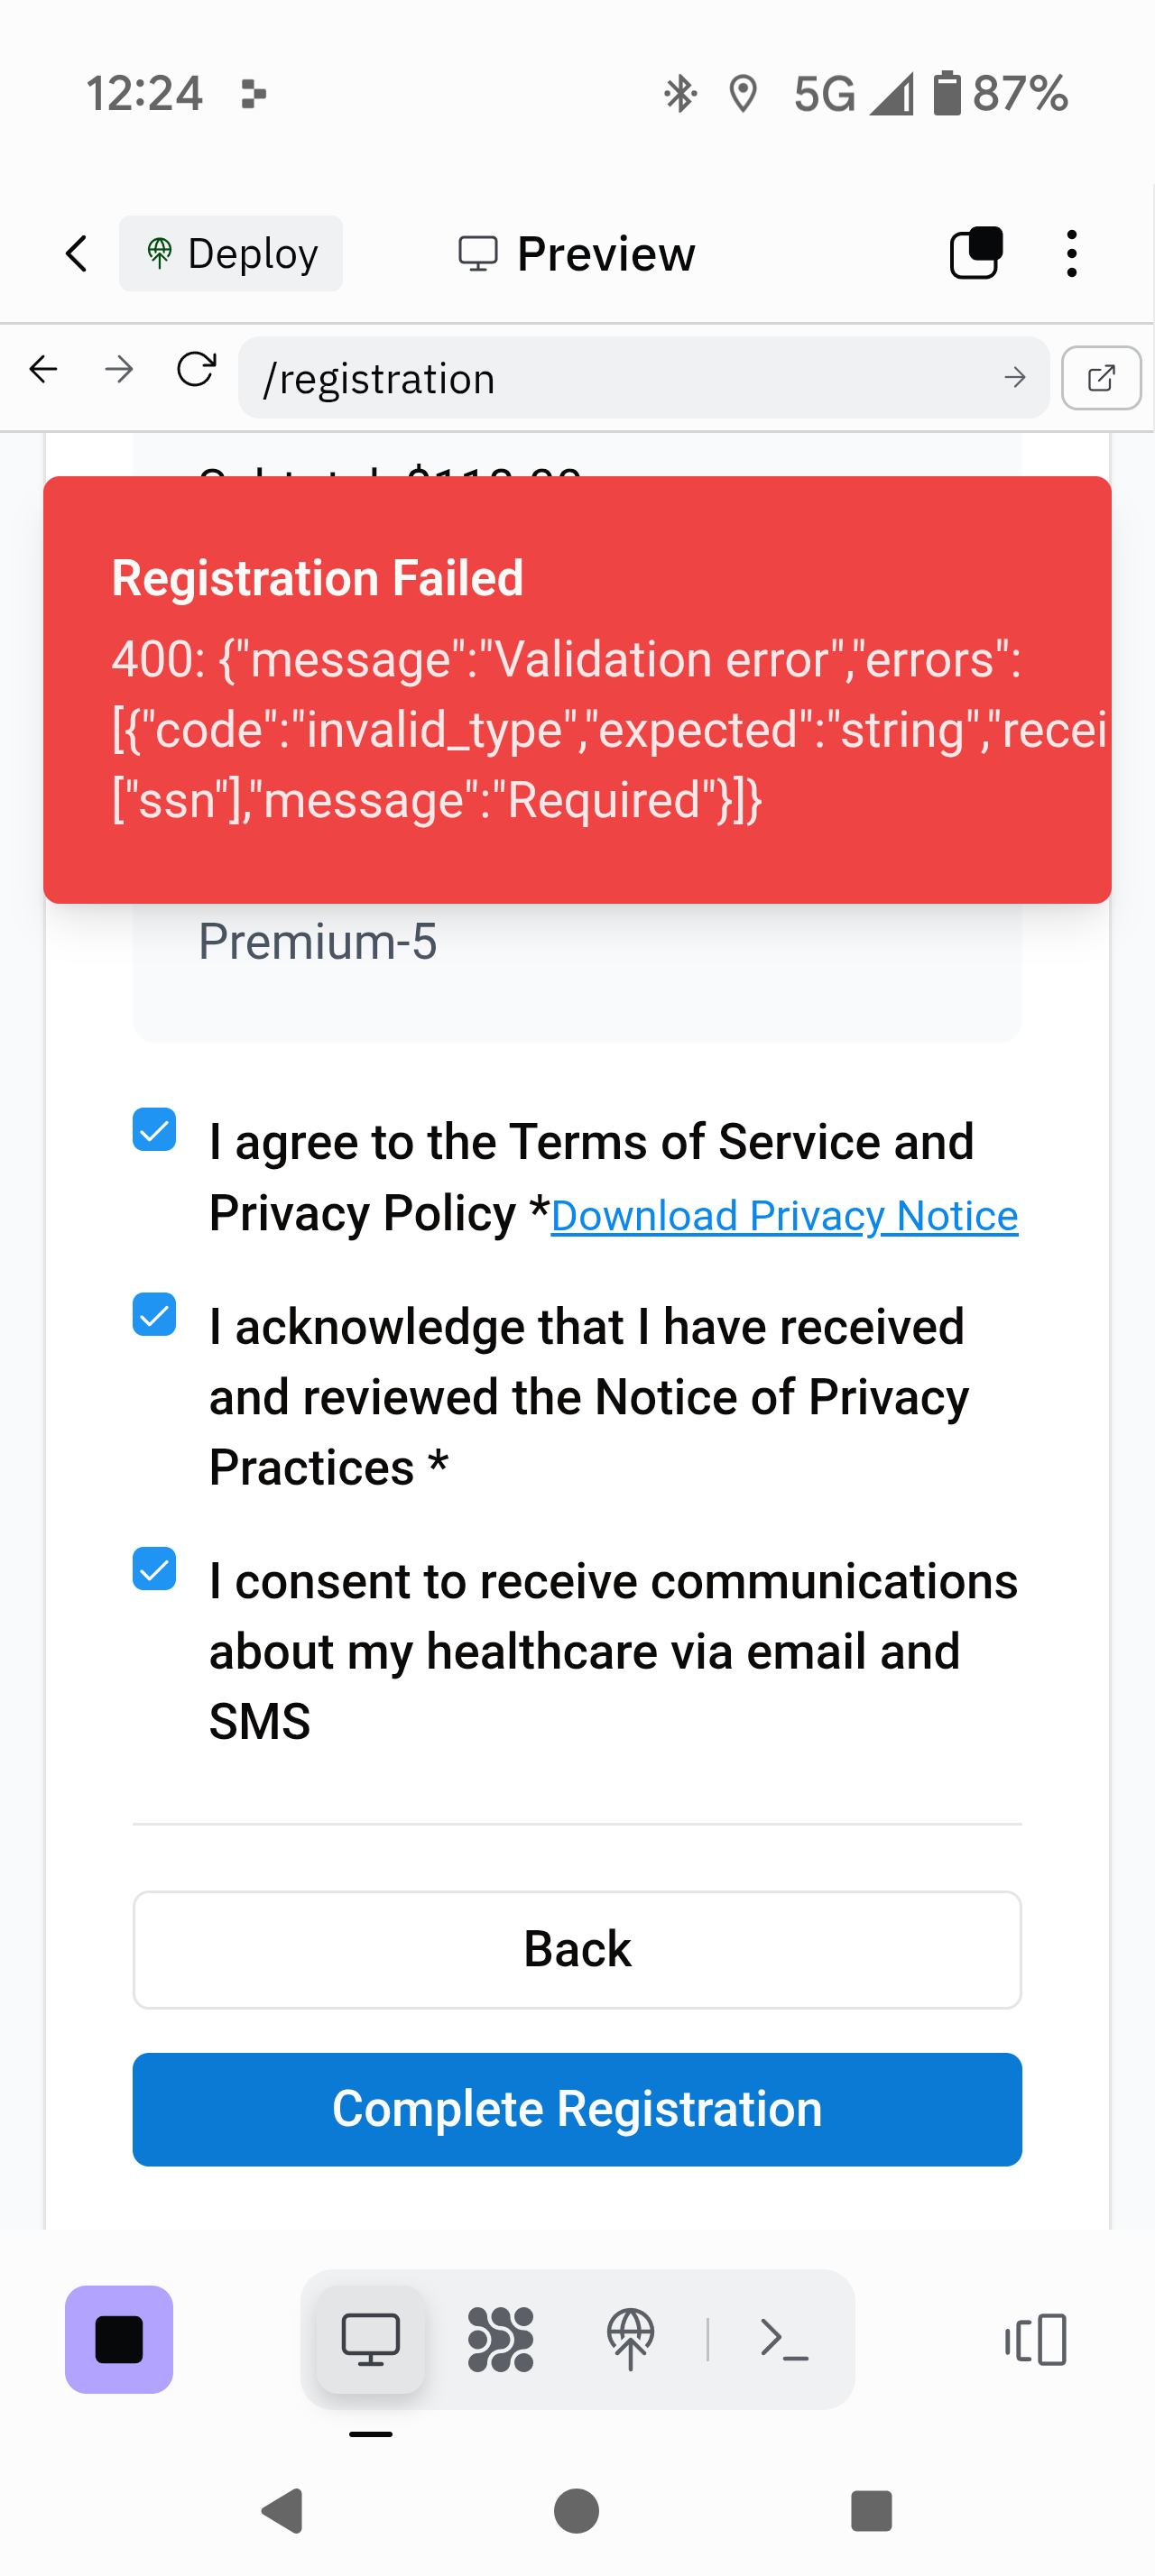 12:24
5G 87%
Deploy
Preview
/registration
Registration Failed
400: {"message":"Validation error","errors":
[{"code":"invalid_type","expected":"string","recei
["ssn"],"message":"Required"}]}
Premium-5
I agree to the Terms of Service and
Privacy Policy *Download Privacy Notice
I acknowledge that I have received
and reviewed the Notice of Privacy
Practices *
I consent to receive communications
about my healthcare via email and
SMS
Back
Complete Registration